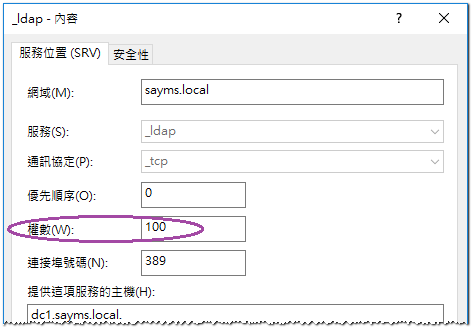 _ldap - 內容
?
服務位置 (SRV) 安全性
網域(M): sayms.local
服務(S): _ldap
通訊協定(P): _tcp
優先順序(O): 0
權數(W): 100
連接埠號碼(N): 389
提供這項服務的主機(H):
dc1.sayms.local.